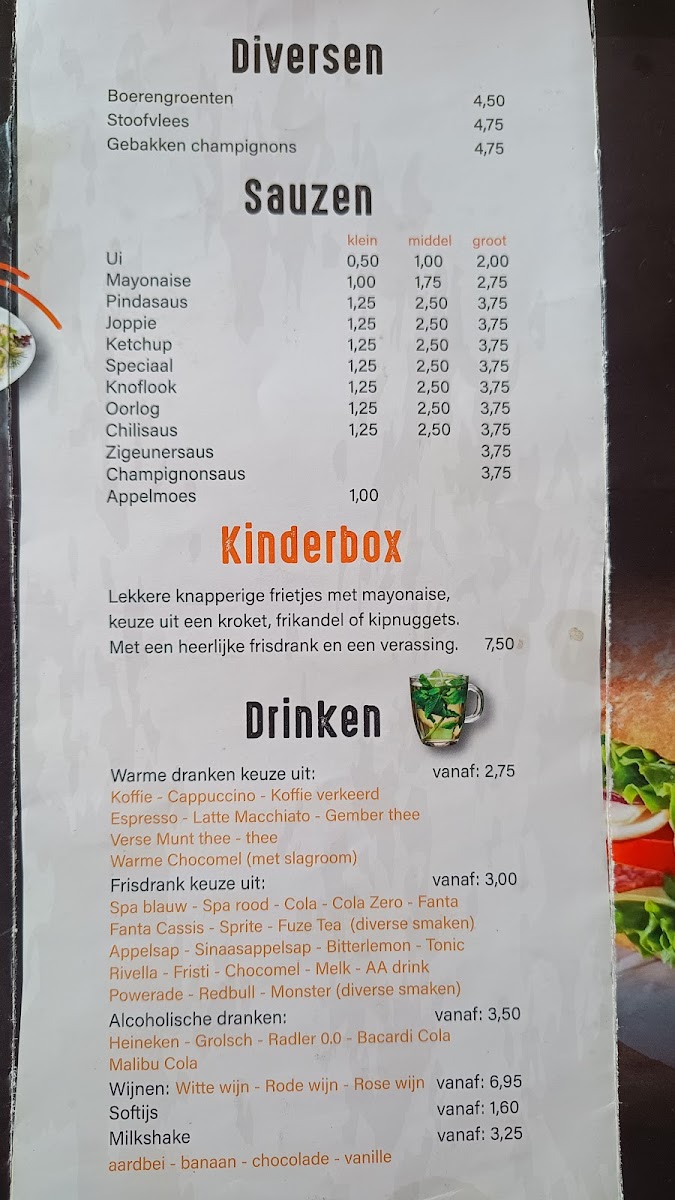 Diversen
Boerengroenten 4,50
Stoofvlees 4,75
Gebakken champignons 4,75
Sauzen
klein middel groot
Ui 0,50 1,00 2,00
Mayonaise 1,00 1,75 2,75
Pindasaus 1,25 2,50 3,75
Joppie 1,25 2,50 3,75
Ketchup 1,25 2,50 3,75
Speciaal 1,25 2,50 3,75
Knoflook 1,25 2,50 3,75
Oorlog 1,25 2,50 3,75
Chilisaus 1,25 2,50 3,75
Zigeunersaus 3,75
Champignonsaus 3,75
Appelmoes 1,00
Kinderbox
Lekkere knapperige frietjes met mayonaise,
keuze uit een kroket, frikandel of kipnuggets.
Met een heerlijke frisdrank en een verassing. 7,50
Drinken
Warme dranken keuze uit: vanaf: 2,75
Koffie - Cappuccino - Koffie verkeerd
Espresso - Latte Macchiato - Gember thee
Verse Munt thee - thee
Warme Chocomel (met slagroom)
Frisdrank keuze uit: vanaf: 3,00
Spa blauw - Spa rood - Cola - Cola Zero - Fanta
Fanta Cassis - Sprite - Fuze Tea (diverse smaken)
Appelsap - Sinaasappelsap - Bitterlemon - Tonic
Rivella - Fristi - Chocomel - Melk - AA drink
Powerade - Redbull - Monster (diverse smaken)
Alcoholische dranken: vanaf: 3,50
Heineken - Grolsch - Radler 0.0 - Bacardi Cola
Malibu Cola
Wijnen: Witte wijn - Rode wijn - Rose wijn vanaf: 6,95
Softijs vanaf: 1,60
Milkshake vanaf: 3,25
aardbei - banaan - chocolade - vanille